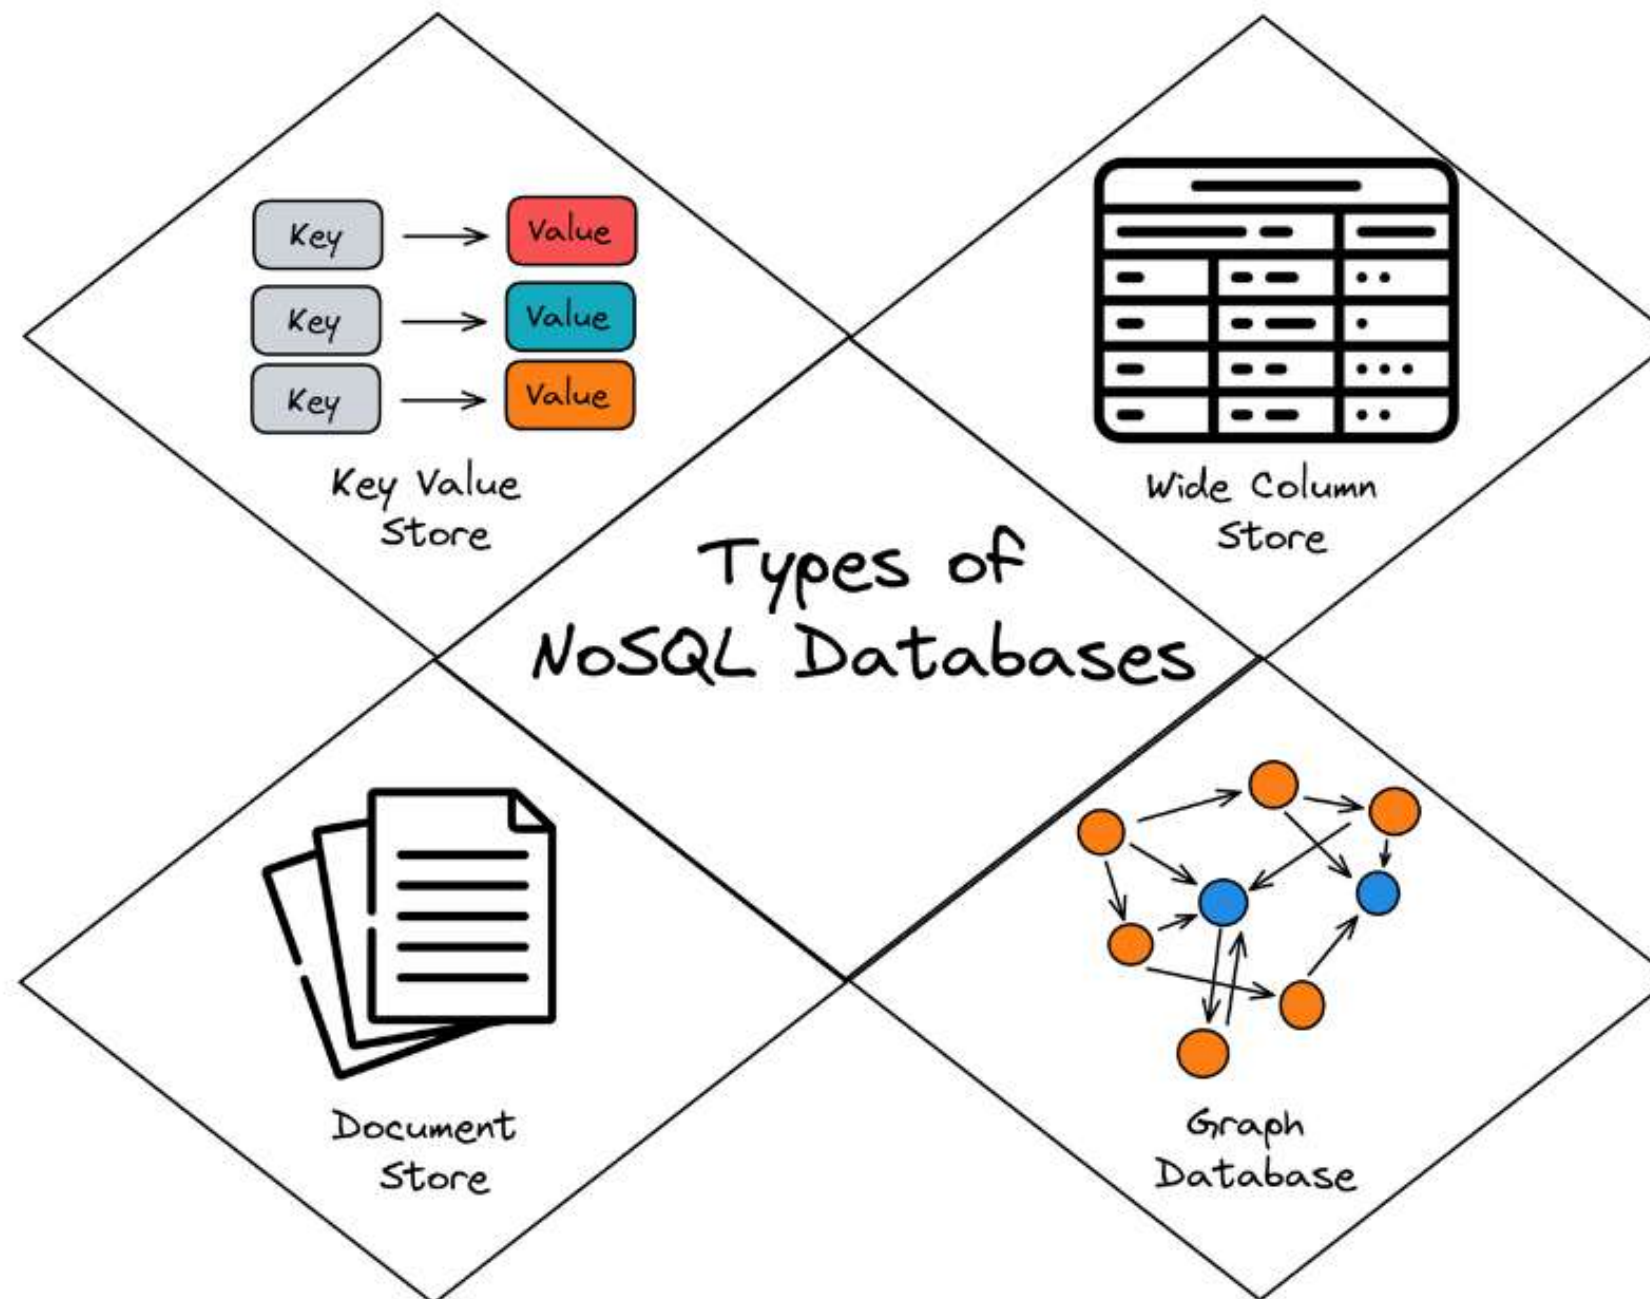 Key
Value
Key
Value
Key
Value
Key Value
Store
Wide Column
Store
Types of
NoSQL Databases
Document
Store
Graph
Database